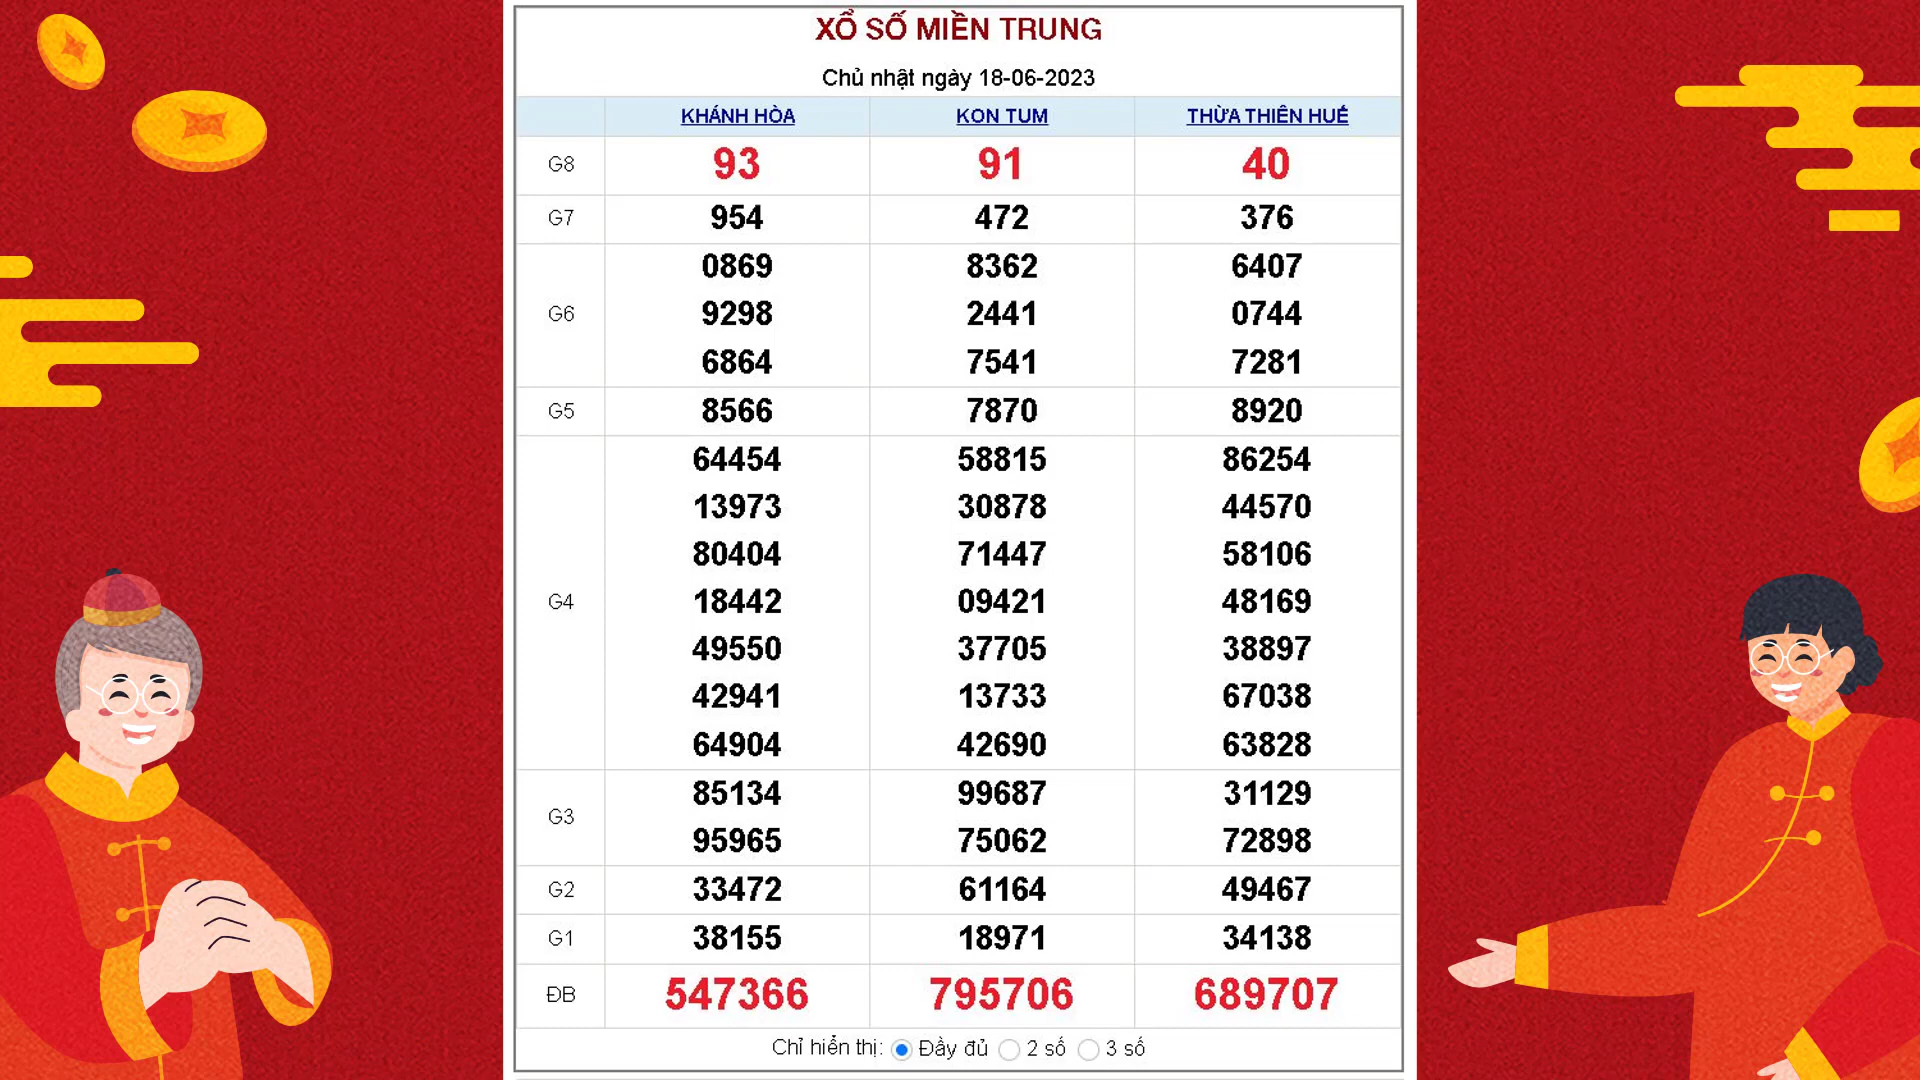 XỔ SỐ MIỀN TRUNG
Chủ nhật ngày 18-06-2023
KHÁNH HÒA KON TUM THỪA THIÊN HUẾ
G8 93 91 40
G7 954 472 376
0869 8362 6407
G6 9298 2441 0744
6864 7541 7281
G5 8566 7870 8920
64454 58815 86254
13973 30878 44570
80404 71447 58106
G4 18442 09421 48169
49550 37705 38897
42941 13733 67038
64904 42690 63828
G3 85134 99687 31129
95965 75062 72898
G2 33472 61164 49467
G1 38155 18971 34138
ĐB 547366 795706 689707
Chỉ hiển thị: Đầy đủ 2 số 3 số